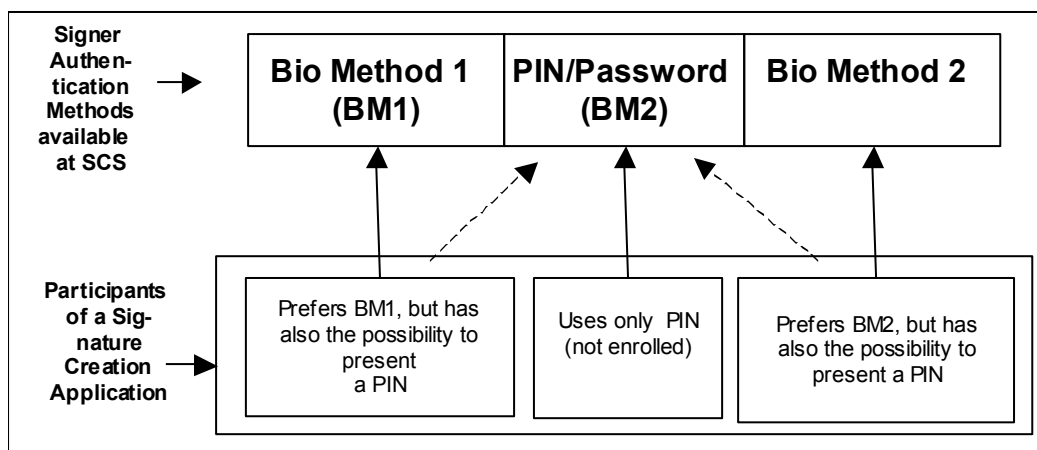 Signer
Authen-
tication
Methods
available
at SCS
Bio Method 1
(BM1)
PIN/Password
(BM2)
Bio Method 2
Participants
of a Sig-
nature
Creation
Application
Prefers BM1, but has
also the possibility to
present
a PIN
Uses only PIN
(not enrolled)
Prefers BM2, but has
also the possibility to
present a PIN